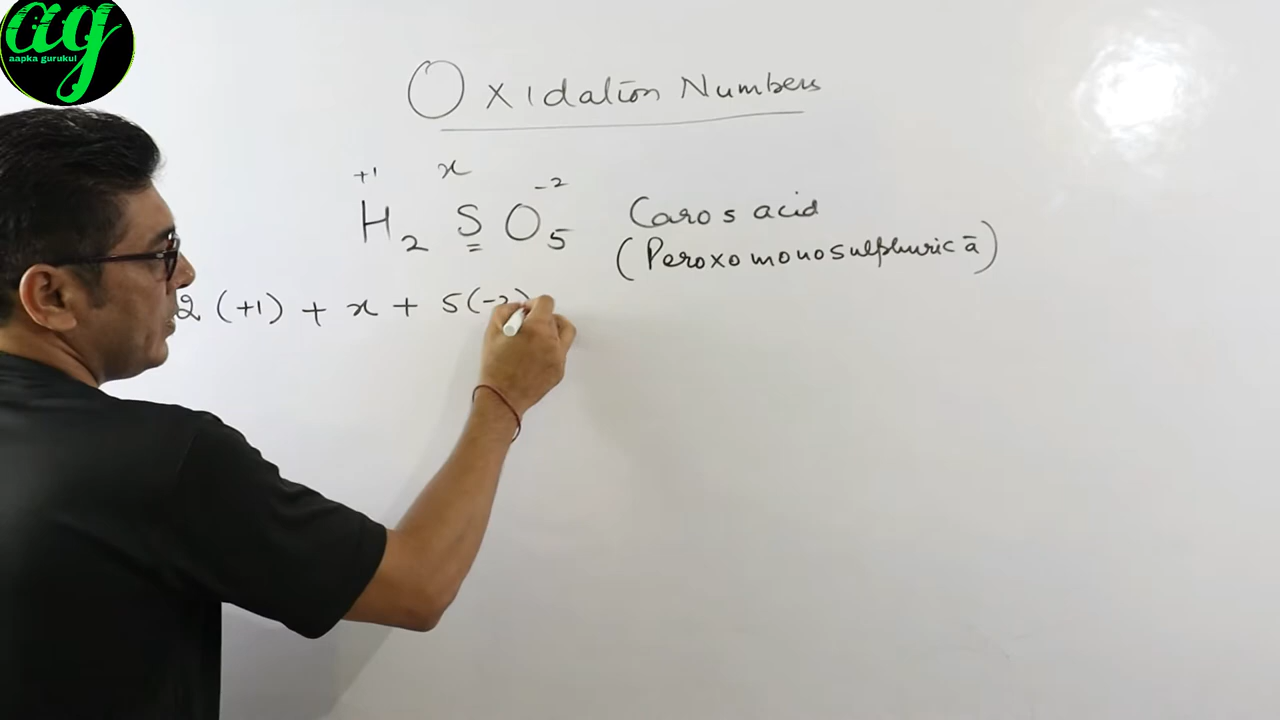 ag
aapka gurukul
Oxidation Numbers
+1 x -2
H2 S O5 Caros acid
(Peroxomonosulphuric ā)
2 (+1) + x + 5(-2)